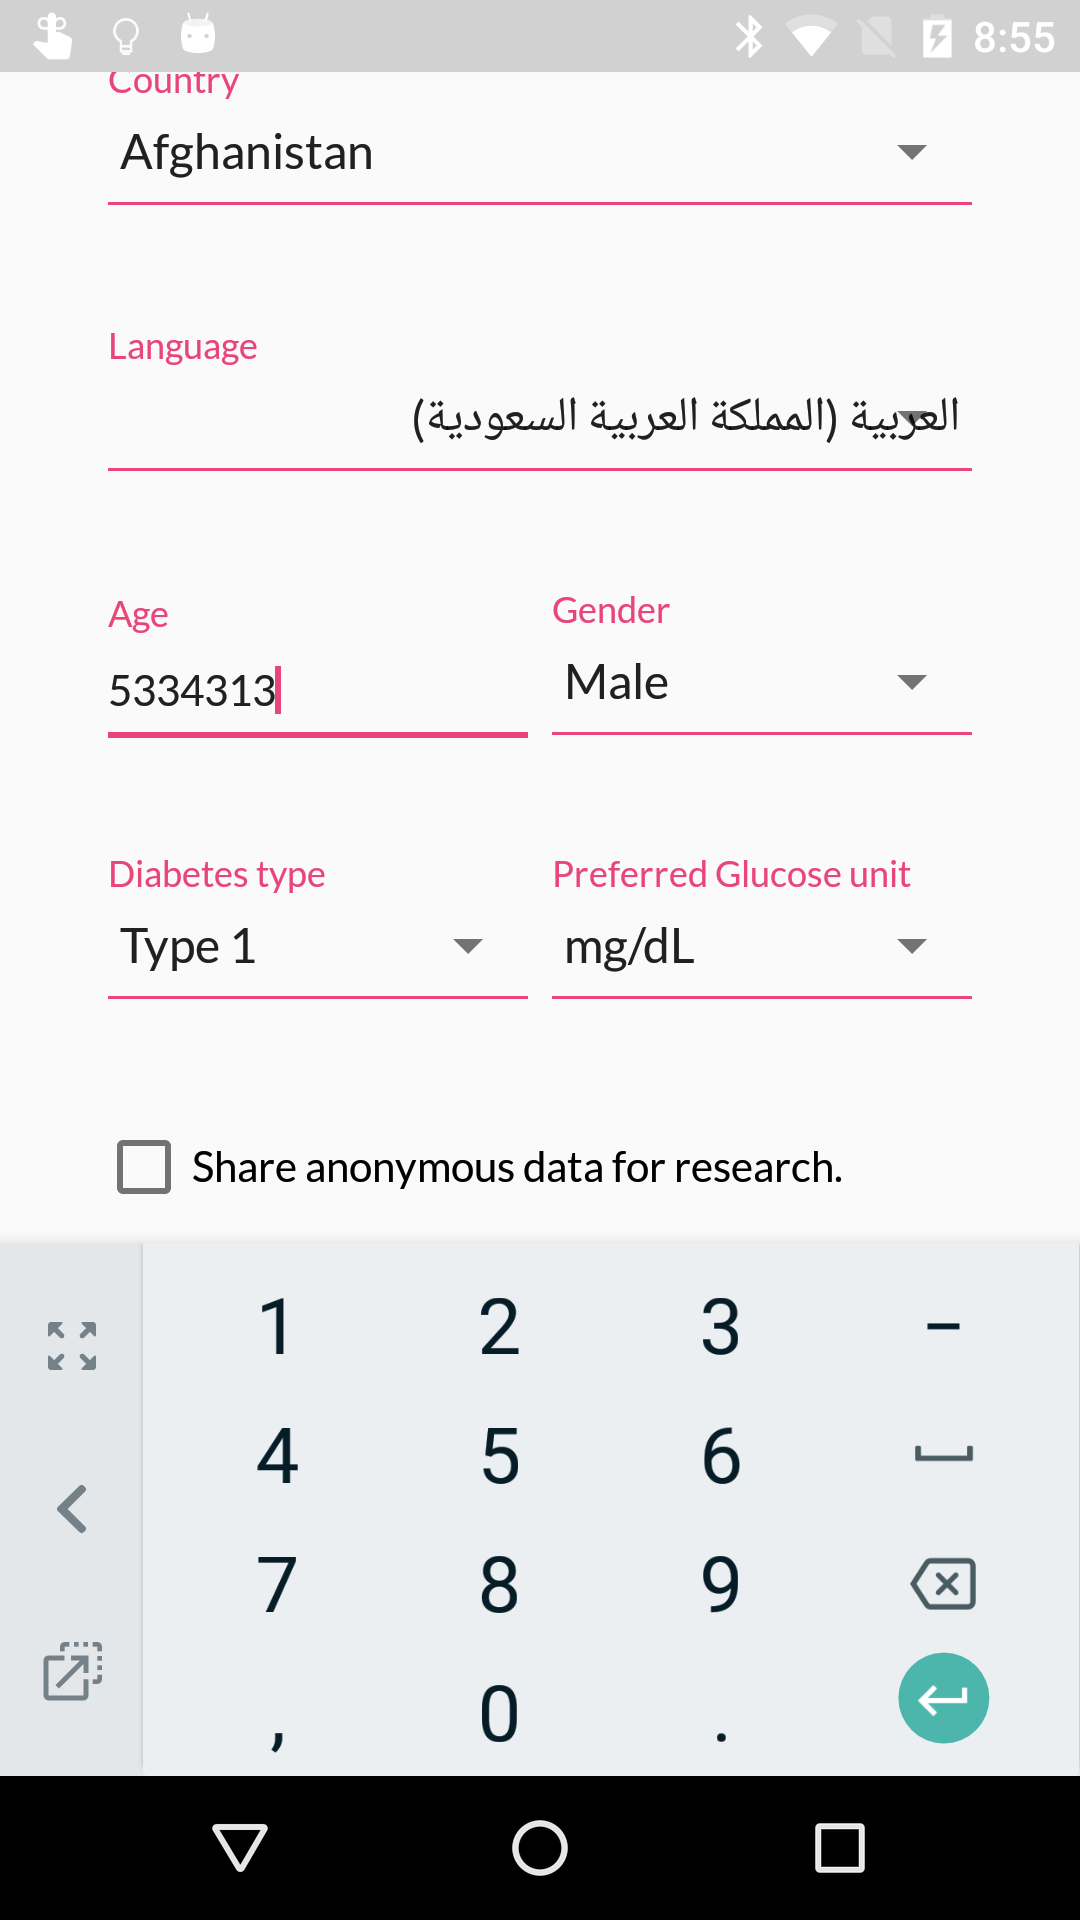 8:55
Country
Afghanistan
Language
العربية (المملكة العربية السعودية)
Age
Gender
5334313
Male
Diabetes type
Preferred Glucose unit
Type 1
mg/dL
Share anonymous data for research.
1 2 3 –
4 5 6
7 8 9
, 0 .